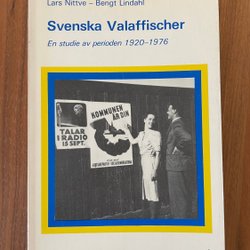 Lars Nittve – Bengt Lindahl
Svenska Valaffischer
En studie av perioden 1920–1976
TALAR
I RADIO
15 SEPT.
KOMMUNEN
ÄR DIN